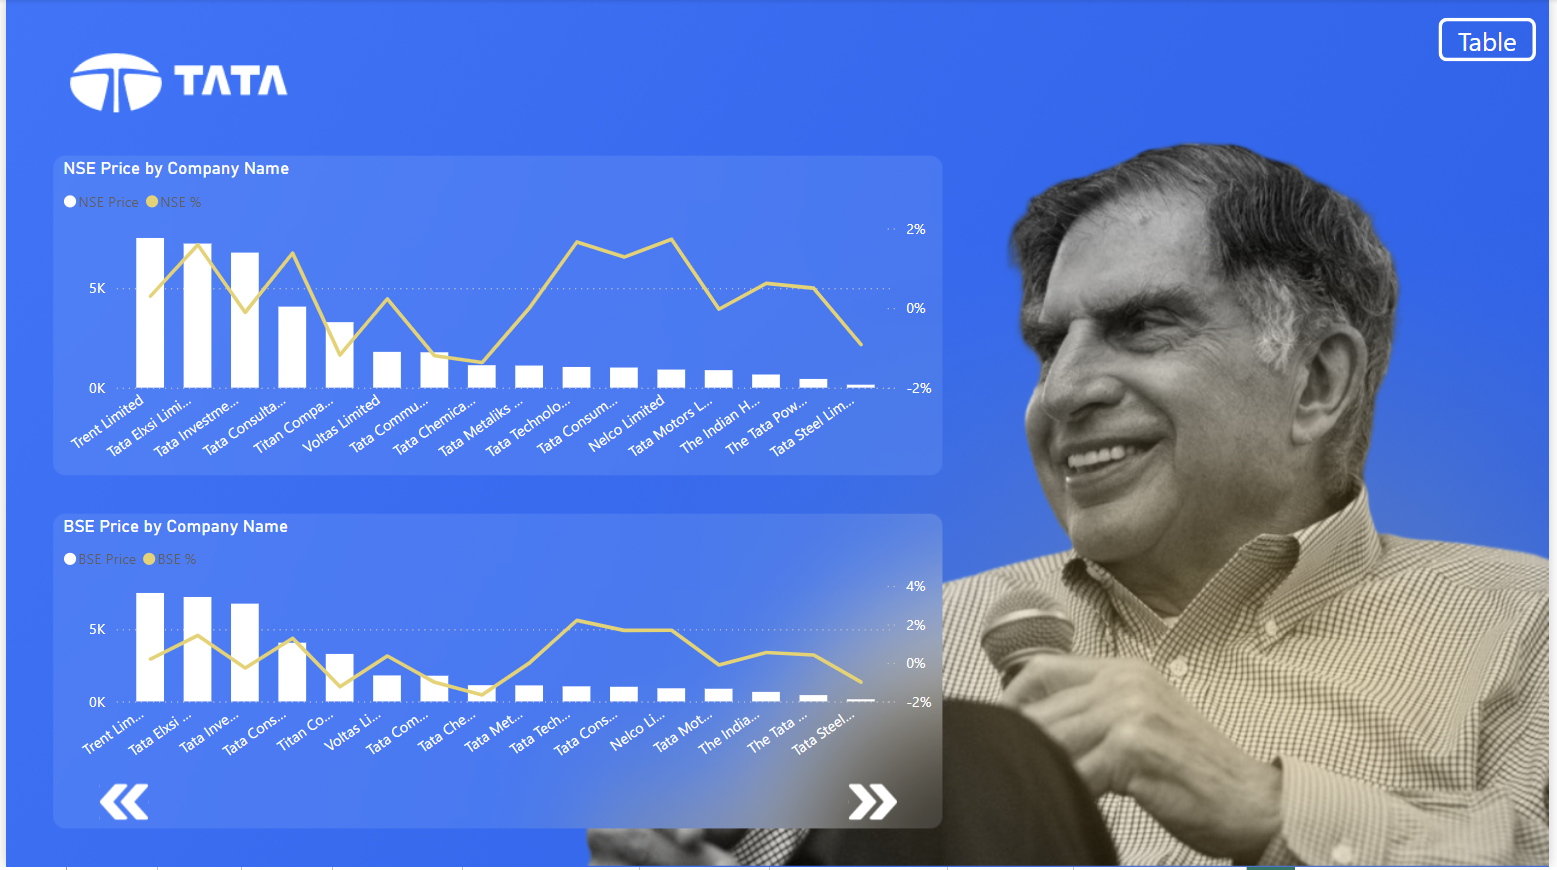 Table
TATA
NSE Price by Company Name
NSE Price NSE %
2%
5K
0%
0K
-2%
Trent Limited
Tata Elxsi Limi...
Tata Investme...
Tata Consulta...
Titan Compa...
Voltas Limited
Tata Commu...
Tata Chemica...
Tata Metaliks ...
Tata Technolo...
Tata Consum...
Nelco Limited
Tata Motors L...
The Indian H...
The Tata Pow...
Tata Steel Lim...
BSE Price by Company Name
BSE Price BSE %
4%
5K
2%
0%
0K
-2%
Trent Lim...
Tata Elxsi ...
Tata Inve...
Tata Cons...
Titan Co...
Voltas Li...
Tata Com...
Tata Che...
Tata Met...
Tata Tech...
Tata Cons...
Nelco Li...
Tata Mot...
The India...
The Tata ...
Tata Steel...